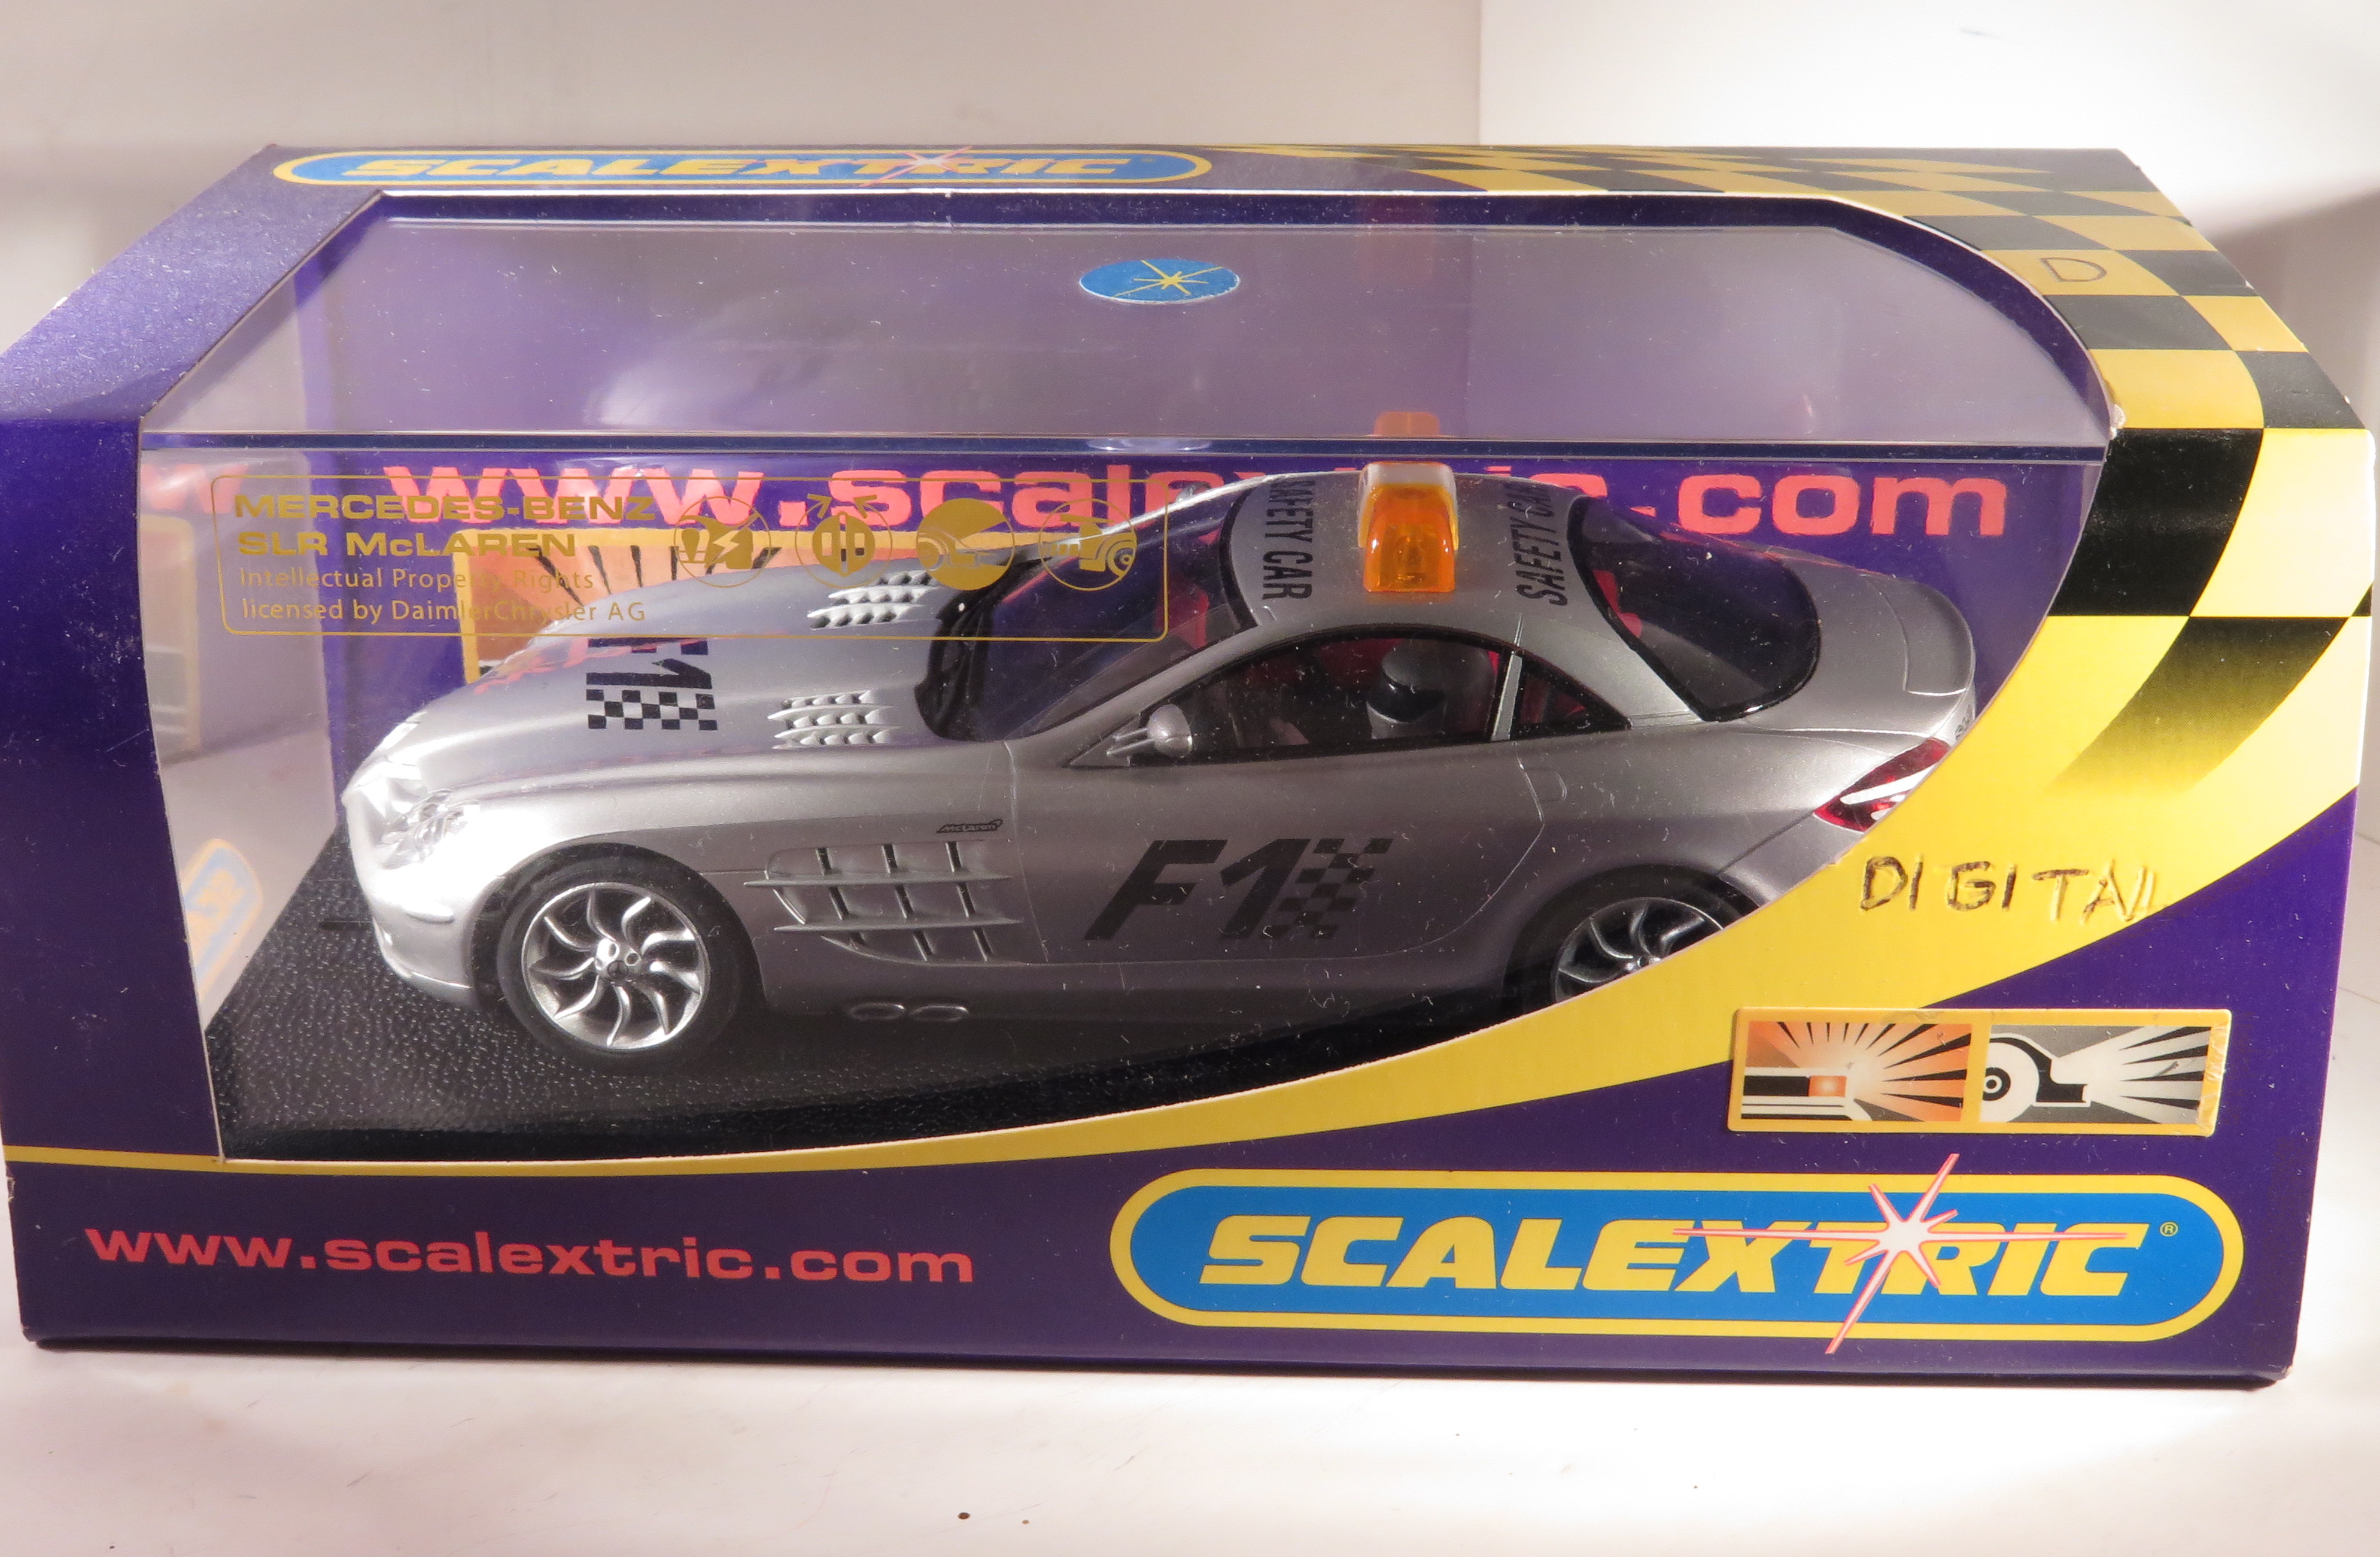 SCALEXTRIC
D
www.scalextric.com
MERCEDES-BENZ
SLR McLAREN
Intellectual Property Rights
licensed by DaimlerChrysler AG
SAFETY CAR
SAFETY CAR
F1
McLaren
F1
DIGITAL
www.scalextric.com
SCALEXTRIC®